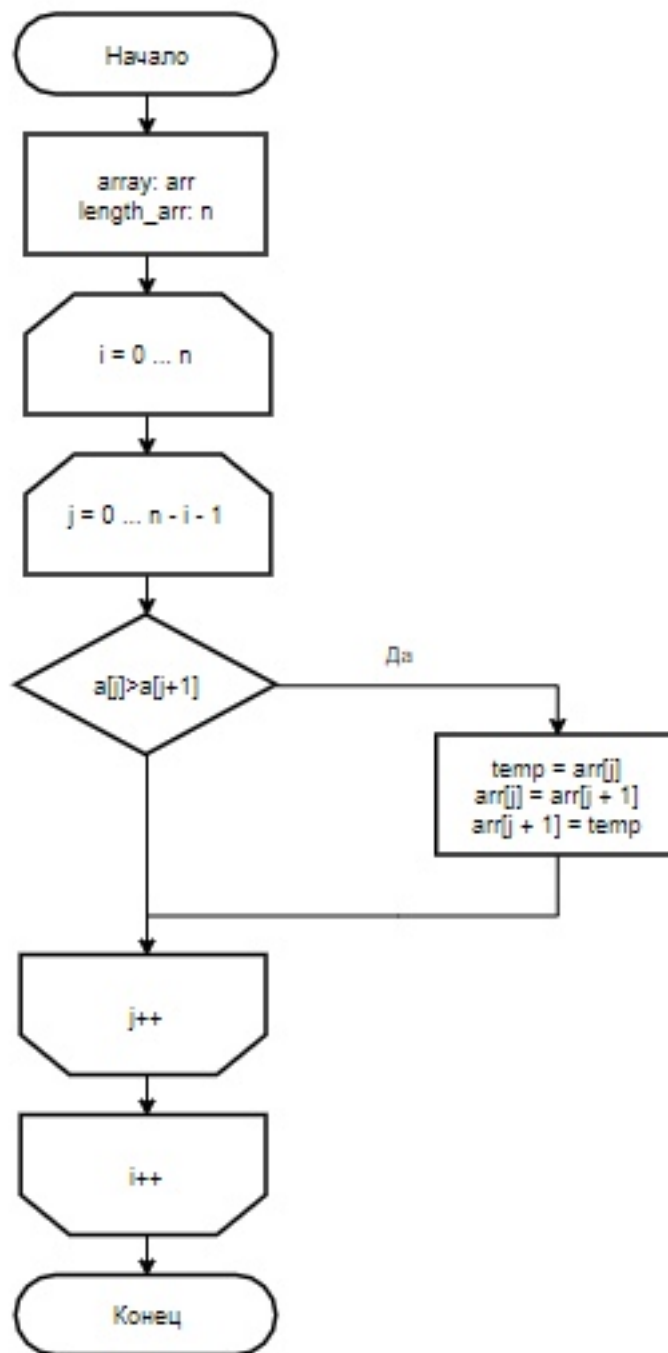 Начало
array: arr
length_arr: n
i = 0 ... n
j = 0 ... n - i - 1
a[j]>a[j+1]
Да
temp = arr[j]
arr[j] = arr[j + 1]
arr[j + 1] = temp
j++
i++
Конец